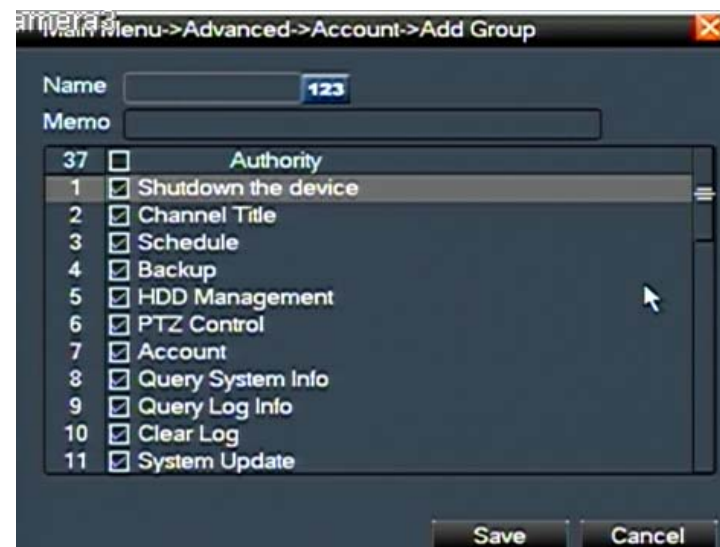 amera3
Main Menu->Advanced->Account->Add Group
Name 123
Memo
37 Authority
1 Shutdown the device
2 Channel Title
3 Schedule
4 Backup
5 HDD Management
6 PTZ Control
7 Account
8 Query System Info
9 Query Log Info
10 Clear Log
11 System Update
Save Cancel